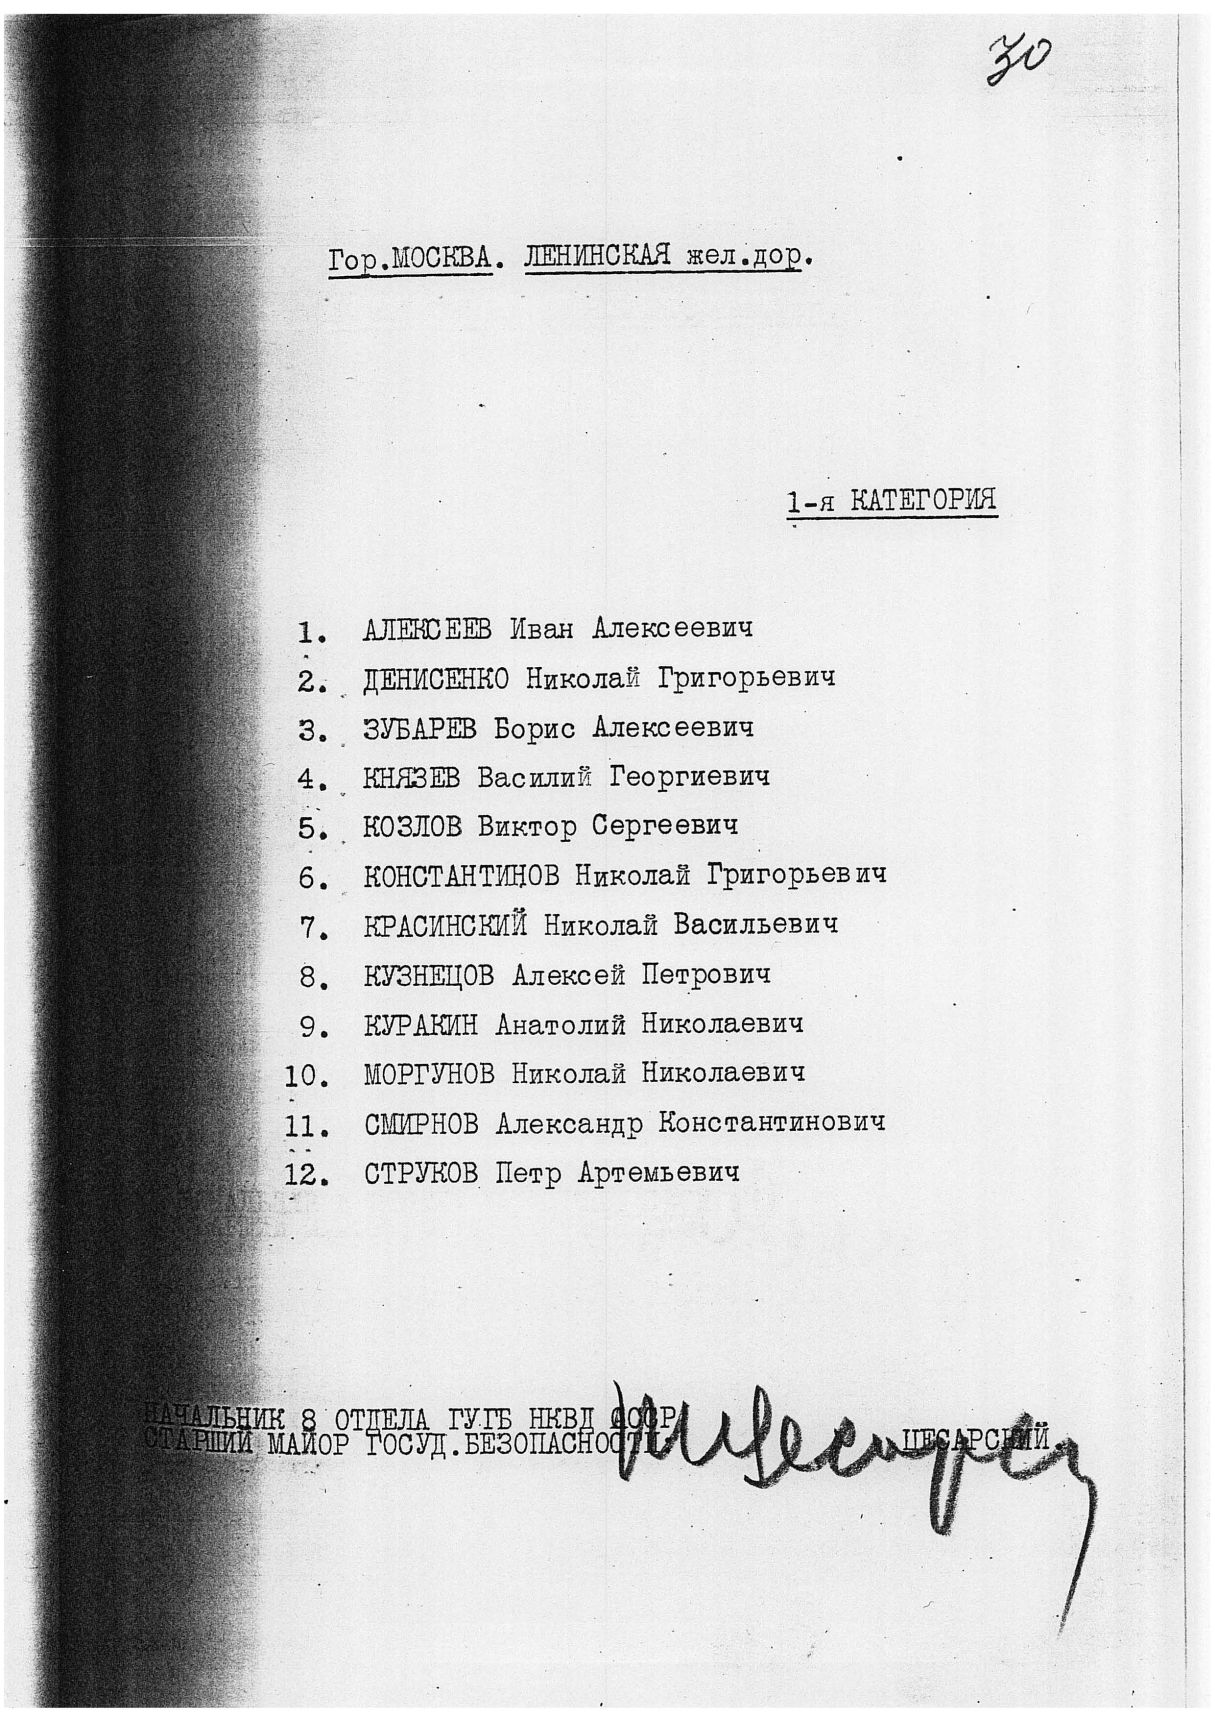 30
Гор.МОСКВА. ЛЕНИНСКАЯ жел.дор.
1-я КАТЕГОРИЯ
1. АЛЕКСЕЕВ Иван Алексеевич
2. ДЕНИСЕНКО Николай Григорьевич
3. ЗУБАРЕВ Борис Алексеевич
4. КНЯЗЕВ Василий Георгиевич
5. КОЗЛОВ Виктор Сергеевич
6. КОНСТАНТИНОВ Николай Григорьевич
7. КРАСИНСКИЙ Николай Васильевич
8. КУЗНЕЦОВ Алексей Петрович
9. КУРАКИН Анатолий Николаевич
10. МОРГУНОВ Николай Николаевич
11. СМИРНОВ Александр Константинович
12. СТРУКОВ Петр Артемьевич
НАЧАЛЬНИК 8 ОТДЕЛА ГУГБ НКВД СССР
СТАРШИЙ МАЙОР ГОСУД.БЕЗОПАСНОСТИ ЦЕСАРСКИЙ.